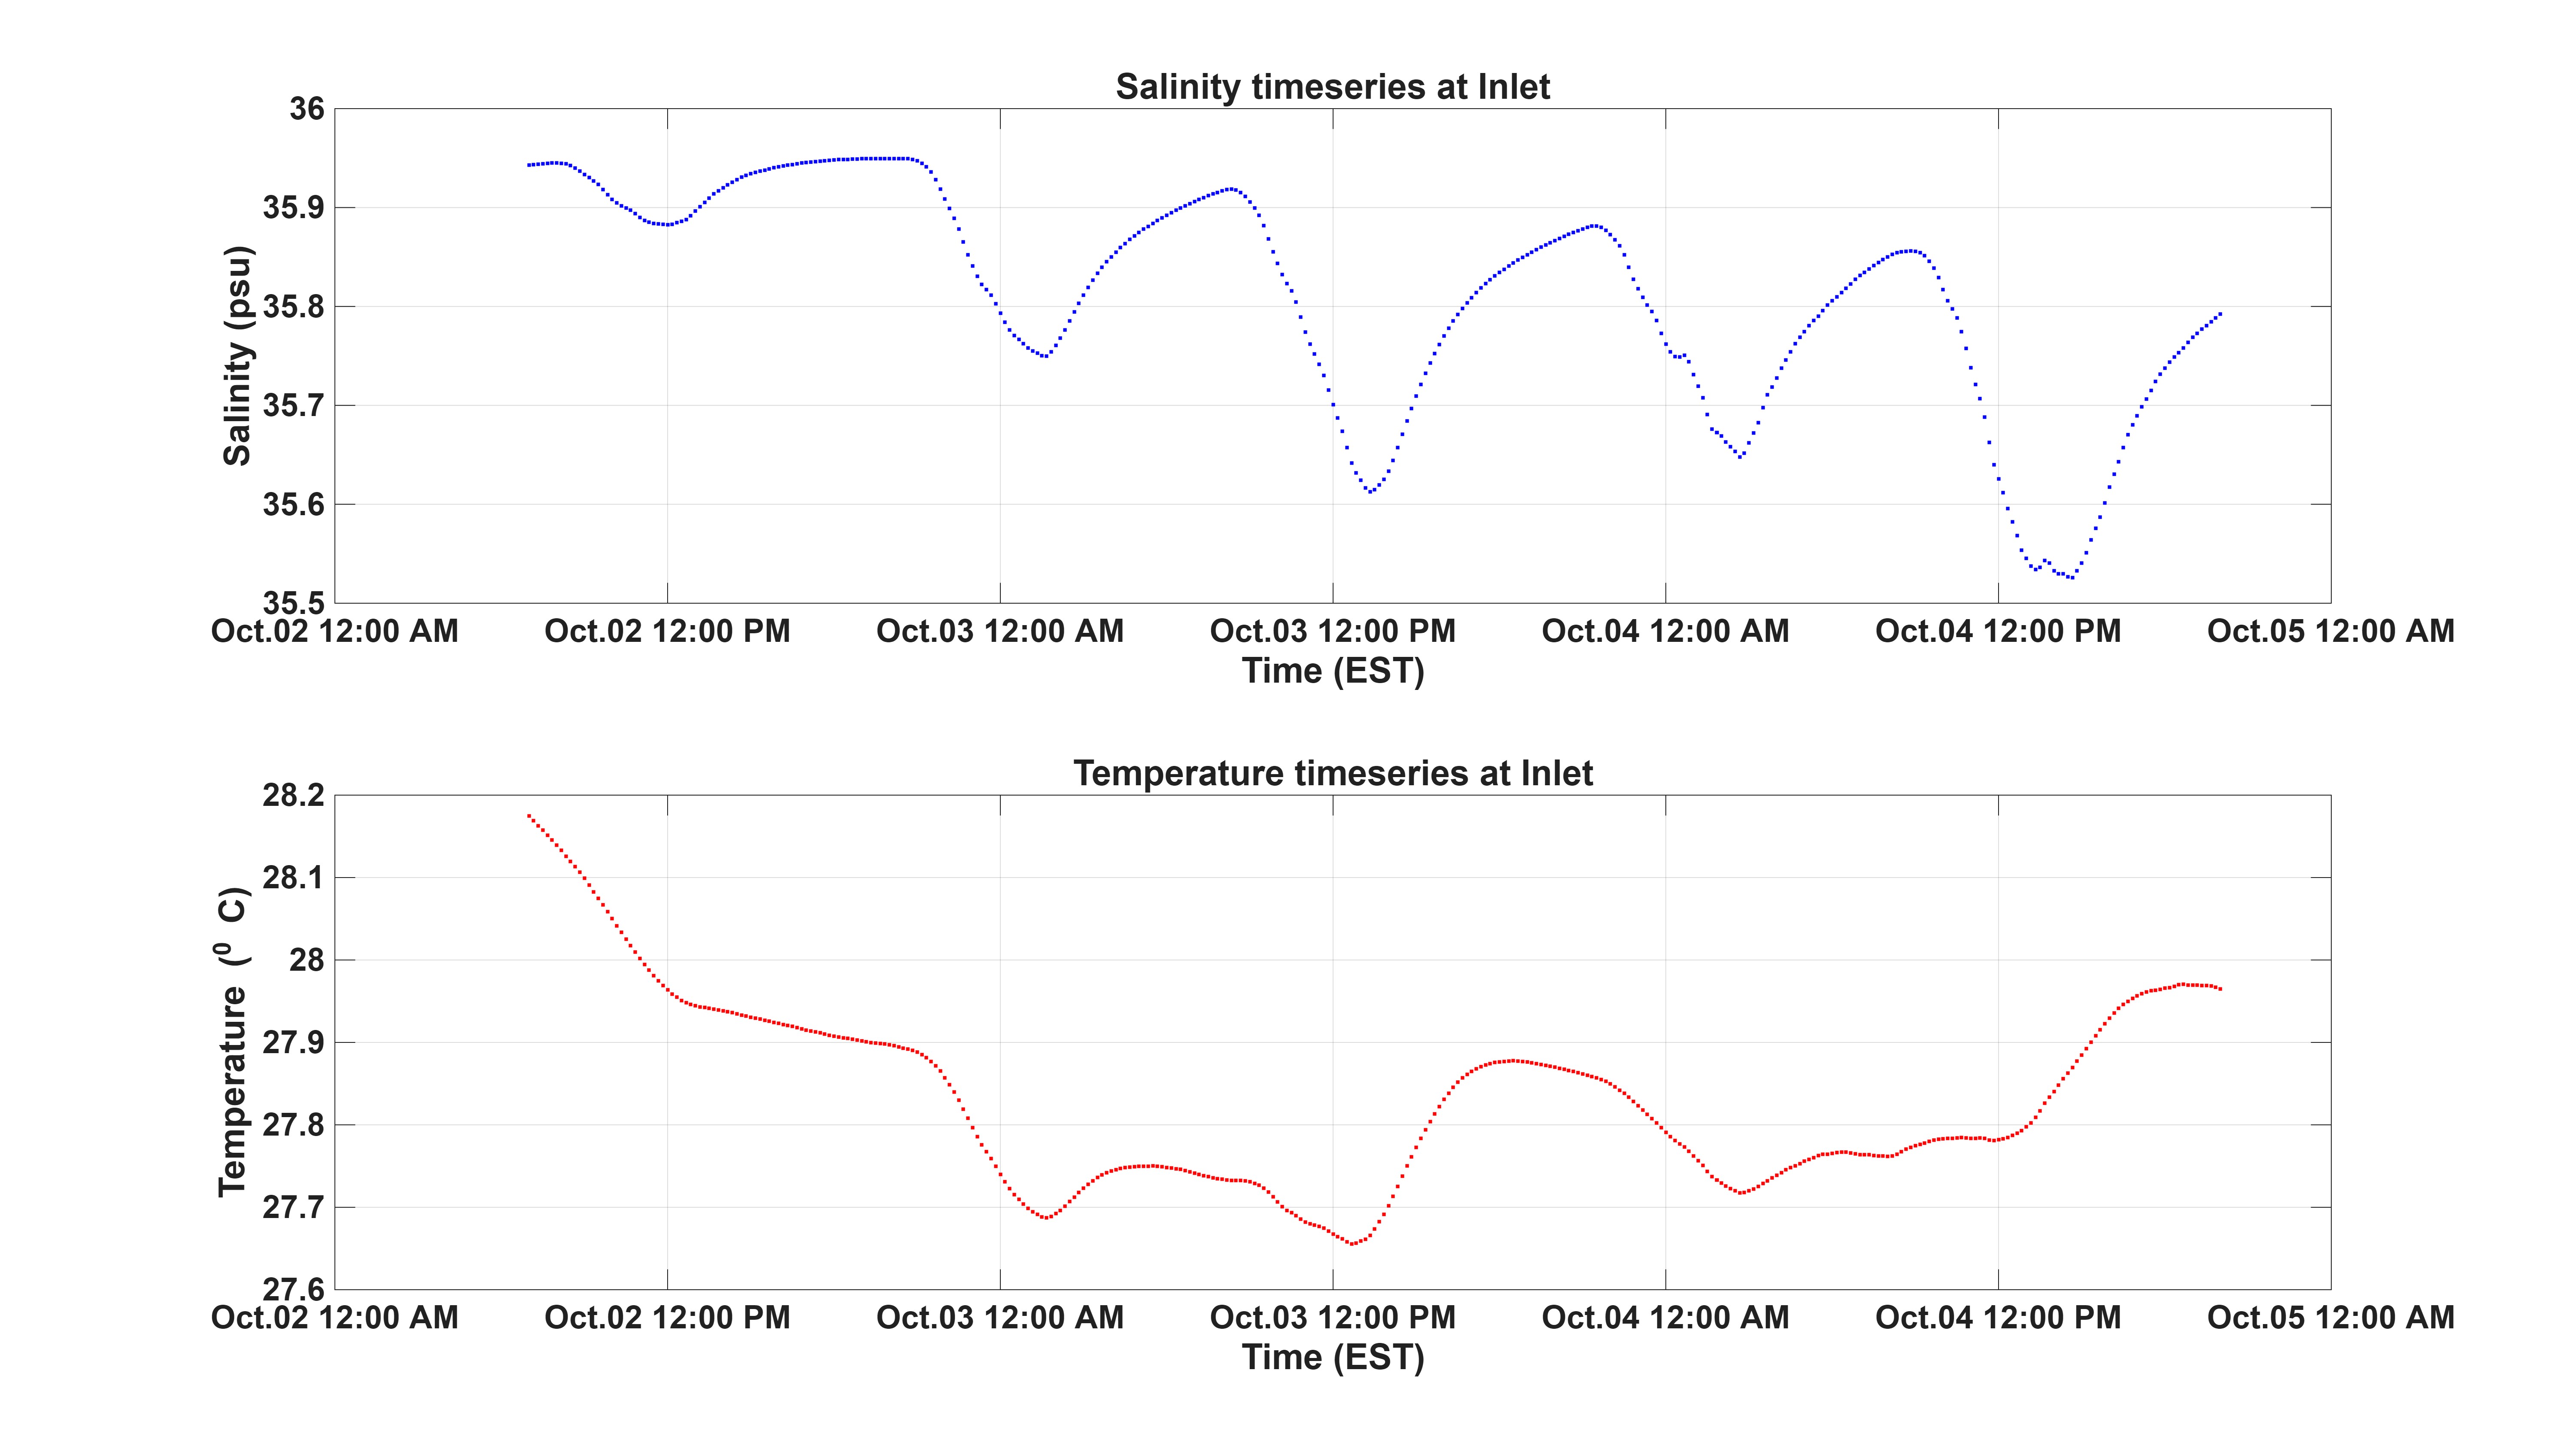 Salinity timeseries at Inlet
36
35.9
35.8
35.7
35.6
35.5
Salinity (psu)
Oct.02 12:00 AM Oct.02 12:00 PM Oct.03 12:00 AM Oct.03 12:00 PM Oct.04 12:00 AM Oct.04 12:00 PM Oct.05 12:00 AM
Time (EST)
Temperature timeseries at Inlet
28.2
28.1
28
27.9
27.8
27.7
27.6
Temperature (⁰ C)
Oct.02 12:00 AM Oct.02 12:00 PM Oct.03 12:00 AM Oct.03 12:00 PM Oct.04 12:00 AM Oct.04 12:00 PM Oct.05 12:00 AM
Time (EST)